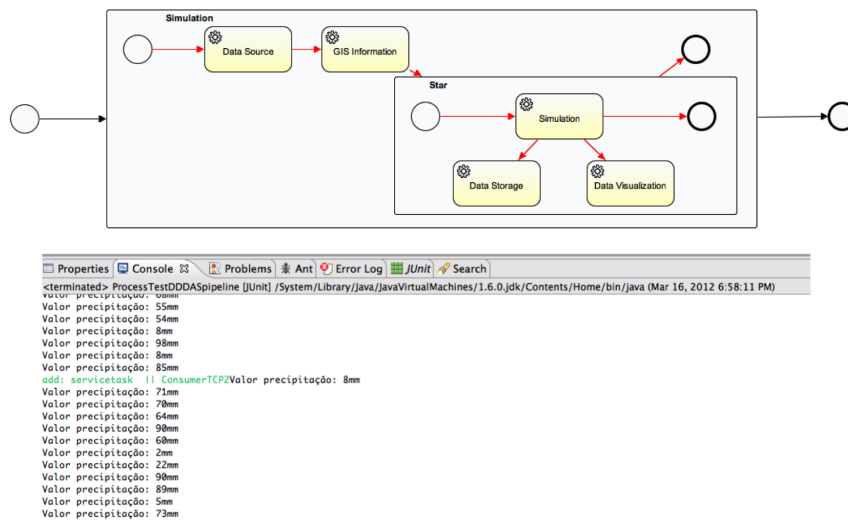 Simulation
Data Source
GIS Information
Star
Simulation
Data Storage
Data Visualization
Properties Console Problems Ant Error Log JUnit Search
<terminated> ProcessTestDDDASpipeline [JUnit] /System/Library/Java/JavaVirtualMachines/1.6.0.jdk/Contents/Home/bin/java (Mar 16, 2012 6:58:11 PM)
Valor precipitação: 68mm
Valor precipitação: 55mm
Valor precipitação: 54mm
Valor precipitação: 8mm
Valor precipitação: 98mm
Valor precipitação: 8mm
Valor precipitação: 85mm
add: servicetask || ConsumerTCP2Valor precipitação: 8mm
Valor precipitação: 71mm
Valor precipitação: 70mm
Valor precipitação: 64mm
Valor precipitação: 90mm
Valor precipitação: 60mm
Valor precipitação: 2mm
Valor precipitação: 22mm
Valor precipitação: 90mm
Valor precipitação: 89mm
Valor precipitação: 5mm
Valor precipitação: 73mm